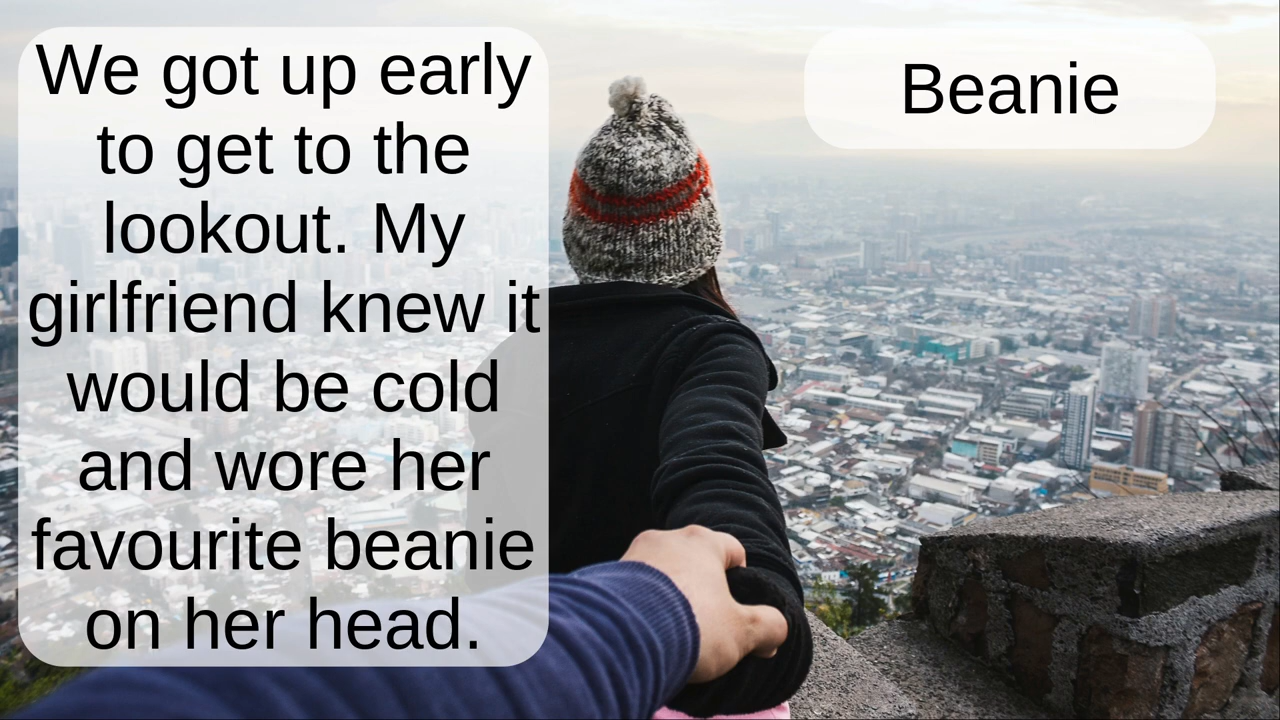 We got up early
to get to the
lookout. My
girlfriend knew it
would be cold
and wore her
favourite beanie
on her head.
Beanie